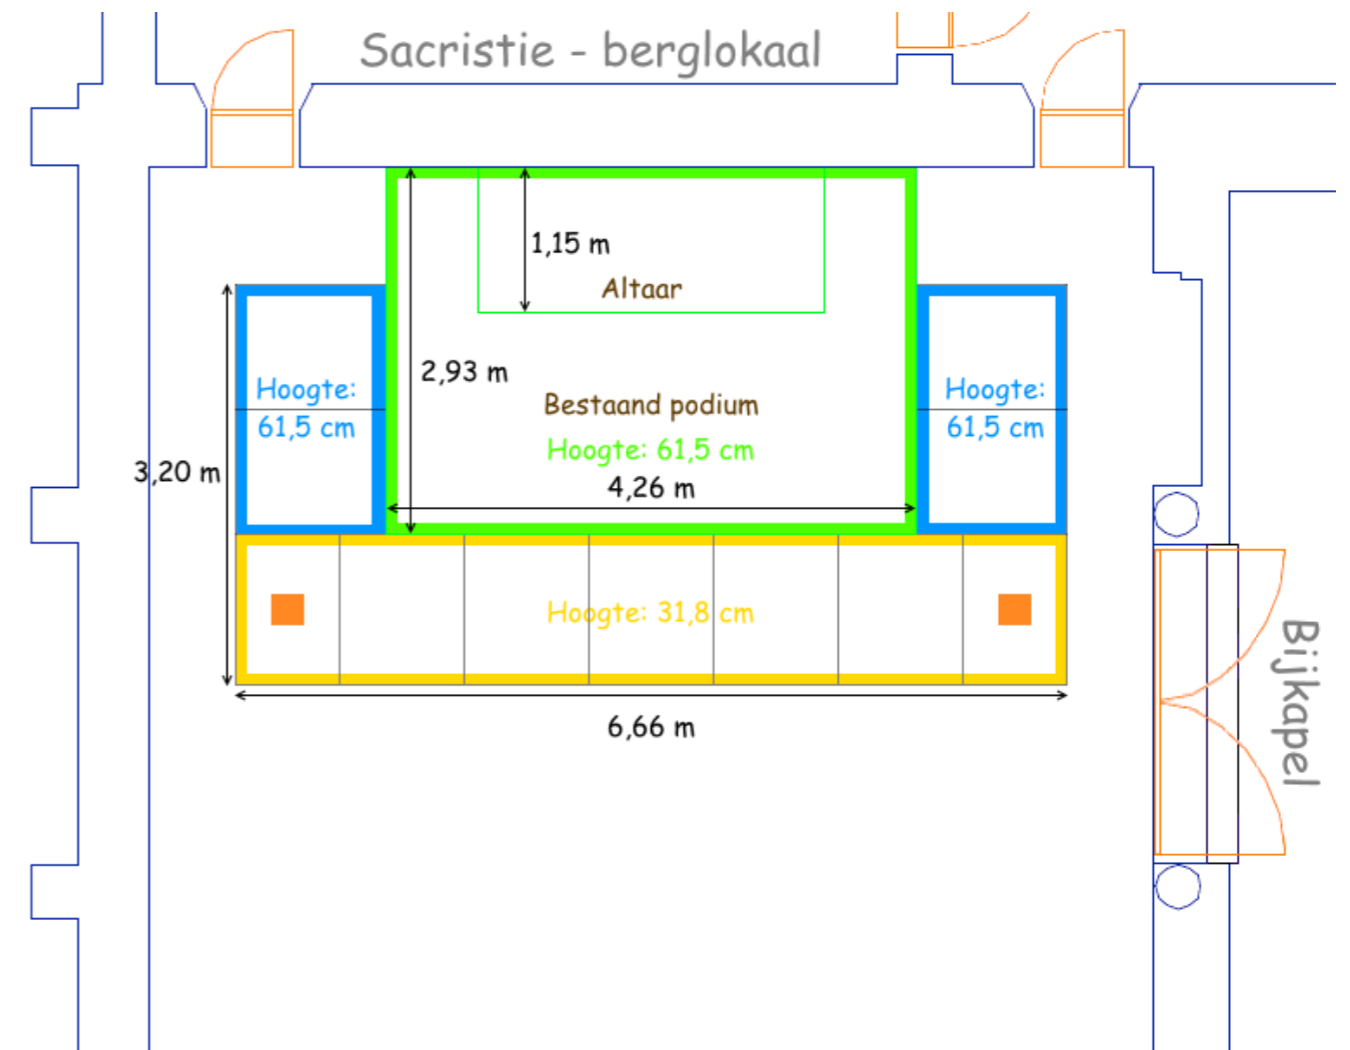 Sacristie - berglokaal
1,15 m
Altaar
2,93 m
Hoogte:
61,5 cm
Bestaand podium
Hoogte: 61,5 cm
4,26 m
Hoogte:
61,5 cm
3,20 m
Hoogte: 31,8 cm
6,66 m
Bijkapel